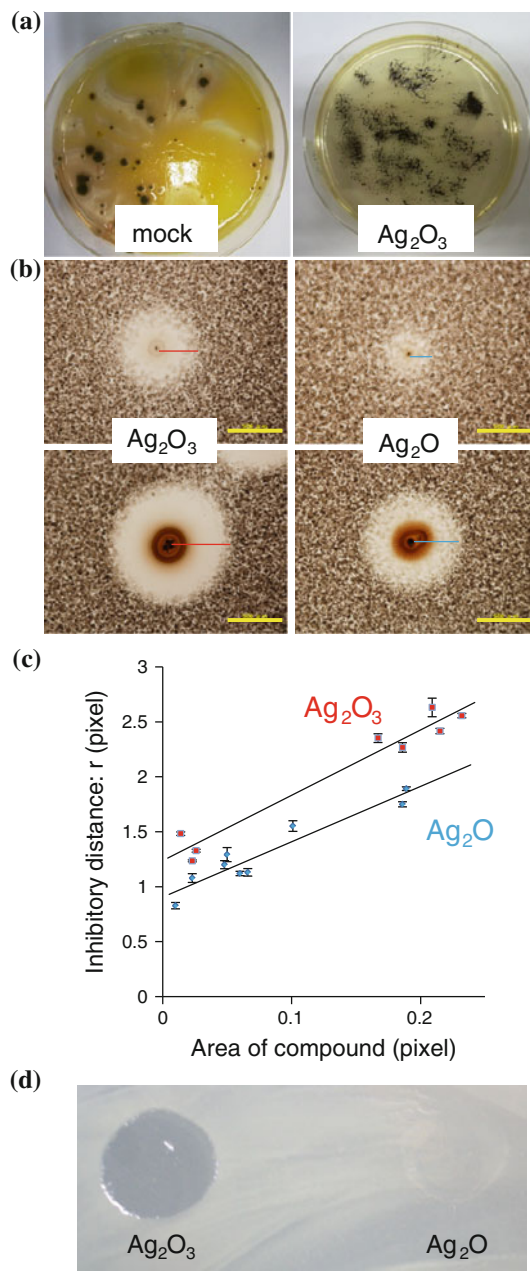 (a)
mock
Ag₂O₃
(b)
Ag₂O₃
Ag₂O
(c)
3
2.5
2
1.5
1
0.5
0
0
0.1
0.2
Ag₂O₃
Ag₂O
Inhibitory distance: r (pixel)
Area of compound (pixel)
(d)
Ag₂O₃
Ag₂O